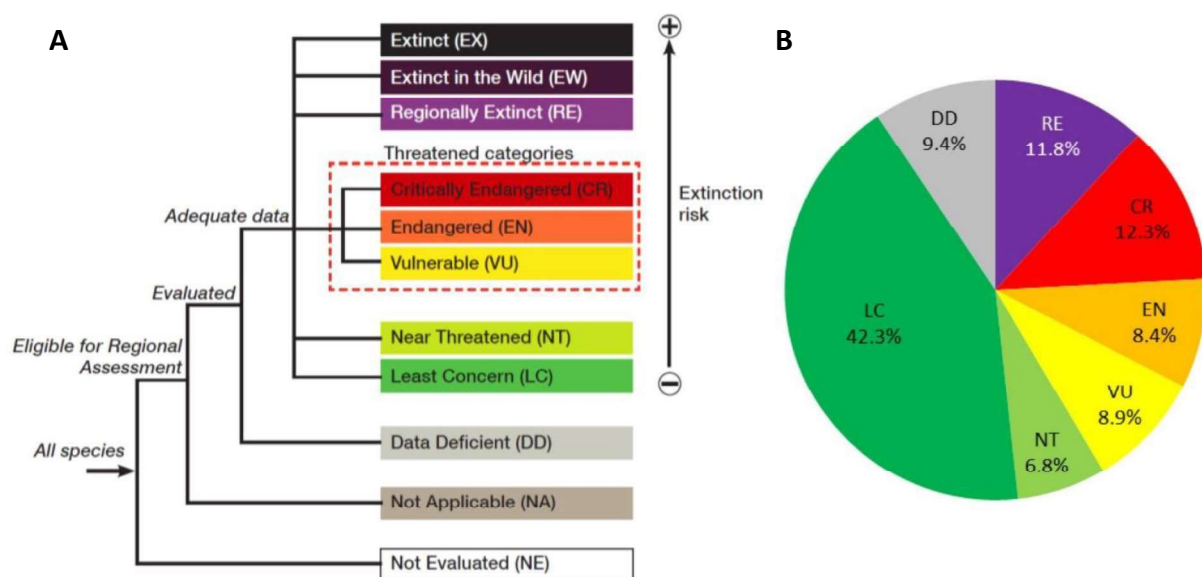 A
Extinct (EX)
Extinct in the Wild (EW)
Regionally Extinct (RE)
Threatened categories
Critically Endangered (CR)
Adequate data
Endangered (EN)
Vulnerable (VU)
Evaluated
Near Threatened (NT)
Eligible for Regional
Assessment
Least Concern (LC)
All species
Data Deficient (DD)
Not Applicable (NA)
Not Evaluated (NE)
+
Extinction
risk
−
B
DD
9.4%
RE
11.8%
CR
12.3%
LC
42.3%
EN
8.4%
VU
8.9%
NT
6.8%